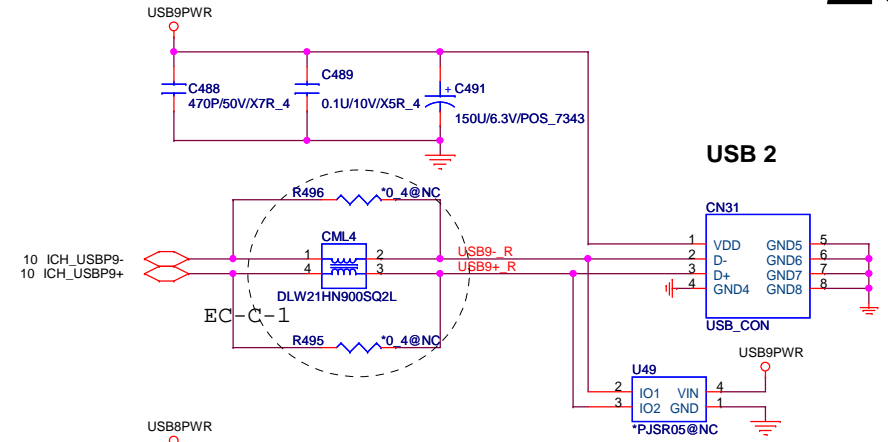 USB9PWR
C488
470P/50V/X7R_4
C489
0.1U/10V/X5R_4
+ C491
150U/6.3V/POS_7343
USB 2
R496 *0_4@NC
CN31
CML4
1 2
4 3
DLW21HN900SQ2L
10 ICH_USBP9-
10 ICH_USBP9+
USB9-_R
USB9+_R
1 VDD GND5 5
2 D- GND6 6
3 D+ GND7 7
4 GND4 GND8 8
USB_CON
EC-C-1
R495 *0_4@NC
USB9PWR
U49
2 IO1 VIN 4
3 IO2 GND 1
*PJSR05@NC
USB8PWR